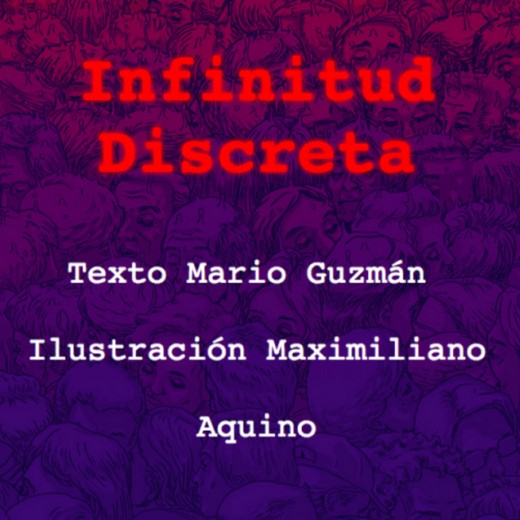 Infinitud
Discreta
Texto Mario Guzmán
Ilustración Maximiliano
Aquino